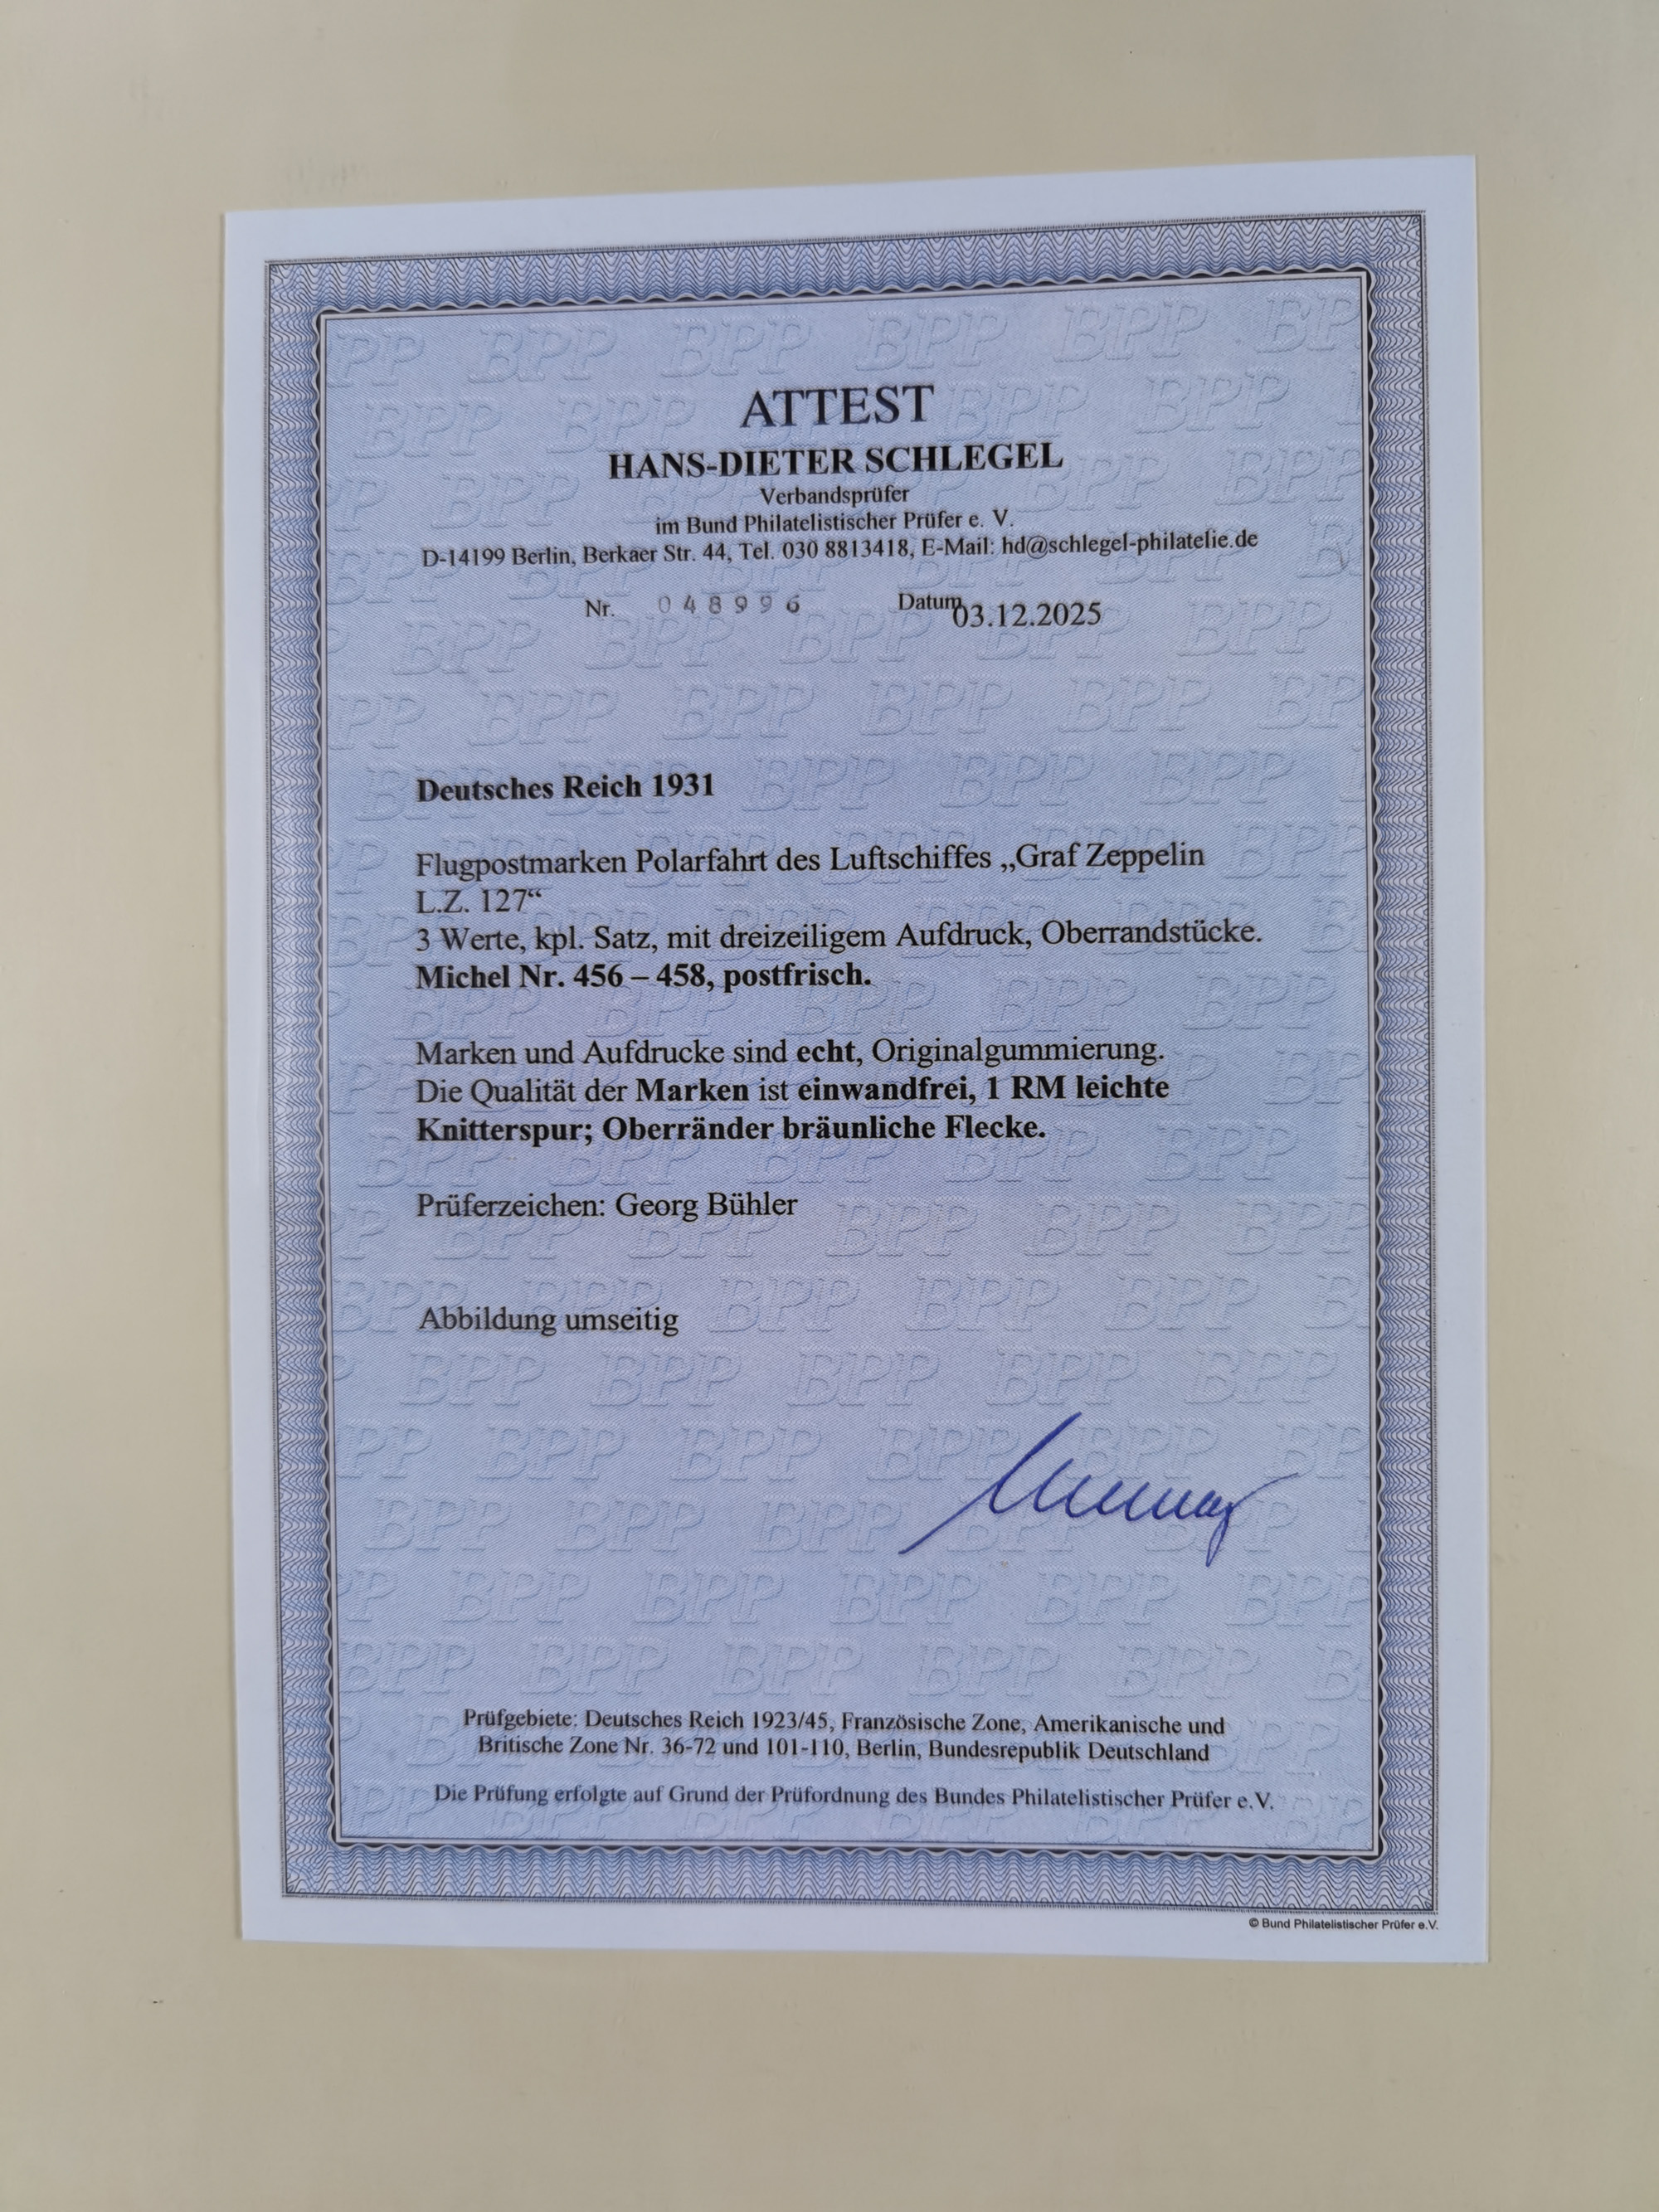 ATTEST
HANS-DIETER SCHLEGEL
Verbandsprüfer
im Bund Philatelistischer Prüfer e. V.
D-14199 Berlin, Berkaer Str. 44, Tel. 030 8813418, E-Mail: hd@schlegel-philatelie.de
Nr. 048996 Datum 03.12.2025
Deutsches Reich 1931
Flugpostmarken Polarfahrt des Luftschiffes „Graf Zeppelin
L.Z. 127“
3 Werte, kpl. Satz, mit dreizeiligem Aufdruck, Oberrandstücke.
Michel Nr. 456 – 458, postfrisch.
Marken und Aufdrucke sind echt, Originalgummierung.
Die Qualität der Marken ist einwandfrei, 1 RM leichte
Knitterspur; Oberränder bräunliche Flecke.
Prüferzeichen: Georg Bühler
Abbildung umseitig
Prüfgebiete: Deutsches Reich 1923/45, Französische Zone, Amerikanische und
Britische Zone Nr. 36-72 und 101-110, Berlin, Bundesrepublik Deutschland
Die Prüfung erfolgte auf Grund der Prüfordnung des Bundes Philatelistischer Prüfer e.V.
© Bund Philatelistischer Prüfer e.V.